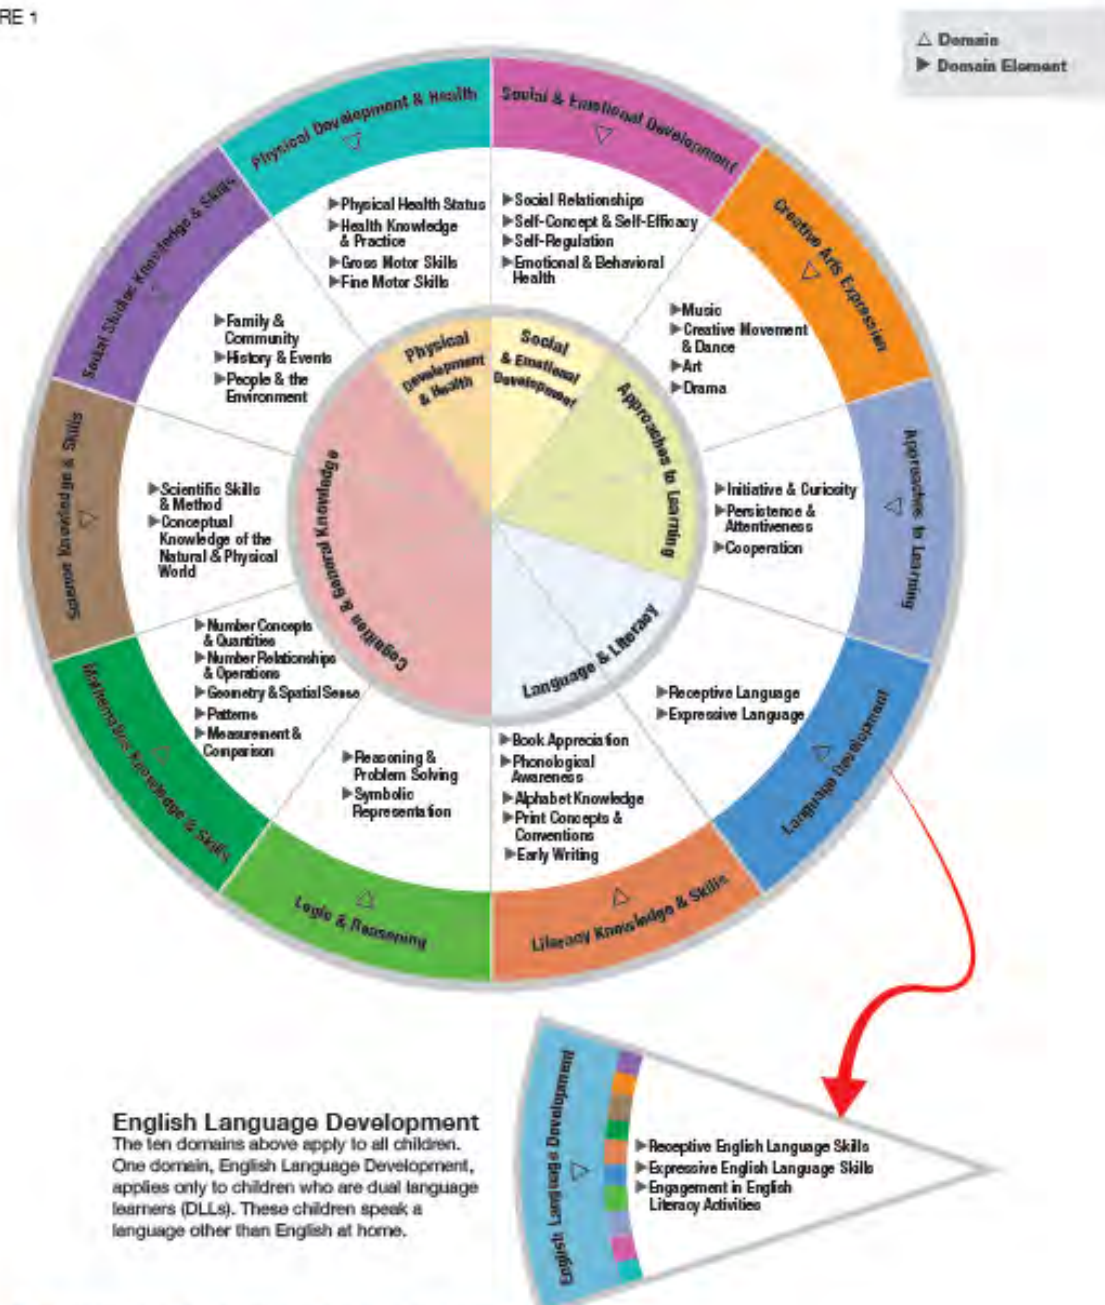 RE 1
△ Domain
▶ Domain Element
Physical Development & Health
Social & Emotional Development
Creative Arts Expression
Approaches to Learning
Language Development
Literacy Knowledge & Skills
Logic & Reasoning
Mathematics Knowledge & Skills
Science Knowledge & Skills
Social Studies Knowledge & Skills
▶Physical Health Status
▶Health Knowledge
& Practice
▶Gross Motor Skills
▶Fine Motor Skills
▶Social Relationships
▶Self-Concept & Self-Efficacy
▶Self-Regulation
▶Emotional & Behavioral
Health
▶Music
▶Creative Movement
& Dance
▶Art
▶Drama
▶Initiative & Curiosity
▶Persistence &
Attentiveness
▶Cooperation
▶Receptive Language
▶Expressive Language
▶Book Appreciation
▶Phonological
Awareness
▶Alphabet Knowledge
▶Print Concepts &
Conventions
▶Early Writing
▶Reasoning &
Problem Solving
▶Symbolic
Representation
▶Number Concepts
& Quantities
▶Number Relationships
& Operations
▶Geometry & Spatial Sense
▶Patterns
▶Measurement &
Comparison
▶Scientific Skills
& Method
▶Conceptual
Knowledge of the
Natural & Physical
World
▶Family &
Community
▶History & Events
▶People & the
Environment
Physical
Development
& Health
Social
& Emotional
Development
Approaches to Learning
Language & Literacy
Cognition & General Knowledge
English Language Development
The ten domains above apply to all children.
One domain, English Language Development,
applies only to children who are dual language
learners (DLLs). These children speak a
language other than English at home.
English Language Development
▶Receptive English Language Skills
▶Expressive English Language Skills
▶Engagement in English
Literacy Activities